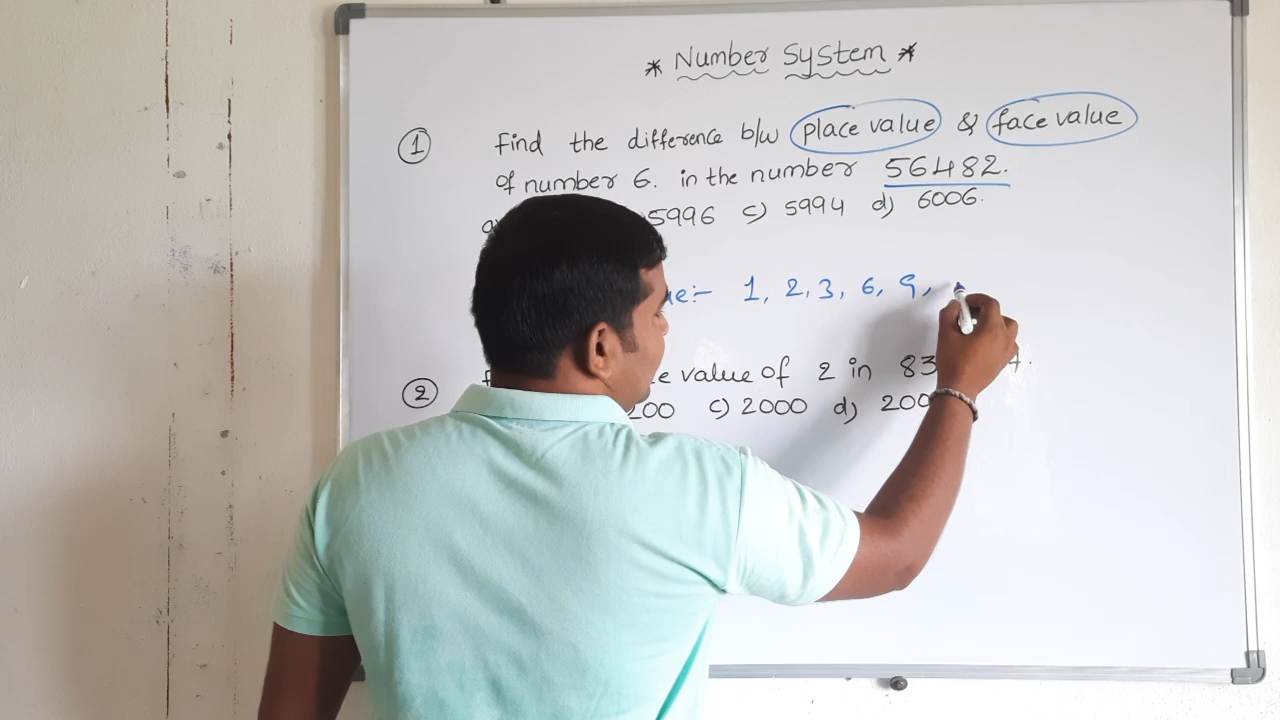 * Number System *
1 Find the difference b/w place value & face value
of number 6. in the number 56482.
5996 c) 5994 d) 6006.
:- 1, 2, 3, 6, 9,
2 value of 2 in 83
200 c) 2000 d) 200